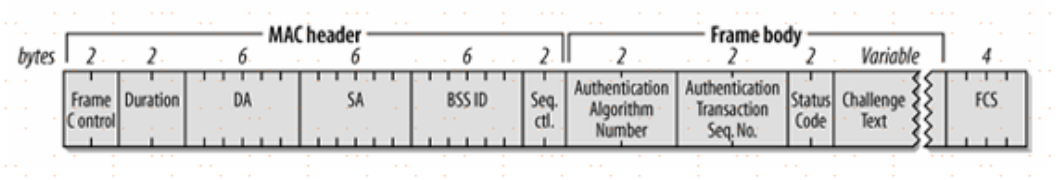 MAC header Frame body
bytes 2 2 6 6 6 2 2 2 2 Variable 4
Frame Control Duration DA SA BSS ID Seq. ctl. Authentication Algorithm Number Authentication Transaction Seq. No. Status Code Challenge Text FCS